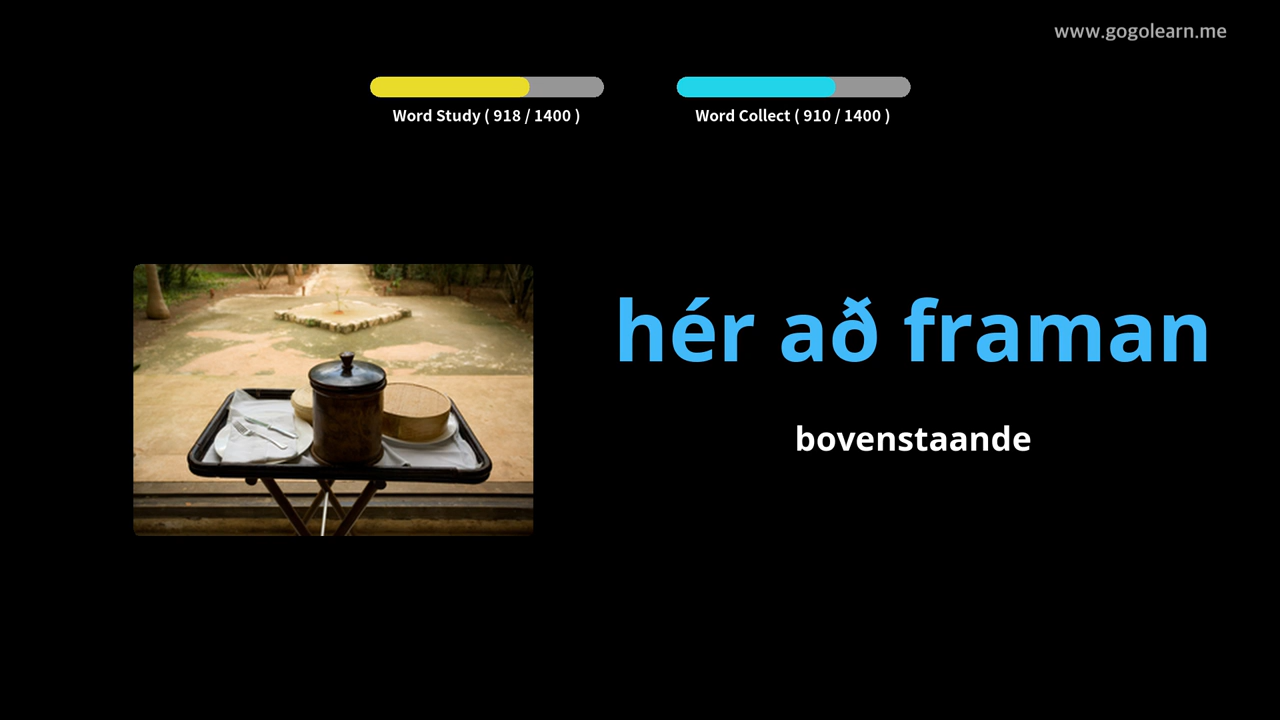 www.gogolearn.me
Word Study ( 918 / 1400 )
Word Collect ( 910 / 1400 )
hér að framan
bovenstaande